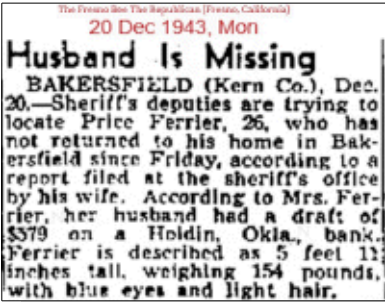 The Fresno Bee The Republican (Fresno, California)
20 Dec 1943, Mon
Husband Is Missing
BAKERSFIELD (Kern Co.), Dec.
20.—Sheriff's deputies are trying to
locate Price Ferrier, 26, who has
not returned to his home in Bak-
ersfield since Friday, according to a
report filed at the sheriff's office
by his wife. According to Mrs. Fer-
rier, her husband had a draft of
$379 on a Holdin, Okla., bank.
Ferrier is described as 5 feet 11
inches tall, weighing 154 pounds,
with blue eyes and light hair.